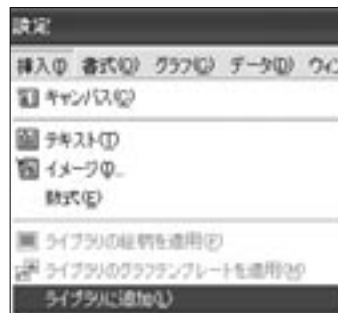 設定
挿入(I) 書式(O) グラフ(G) データ(D) ウィン
キャンバス(C)
テキスト(T)
イメージ(I)...
数式(E)
ライブラリの絵柄を適用(P)
ライブラリのグラフテンプレートを適用(M)
ライブラリに追加(L)